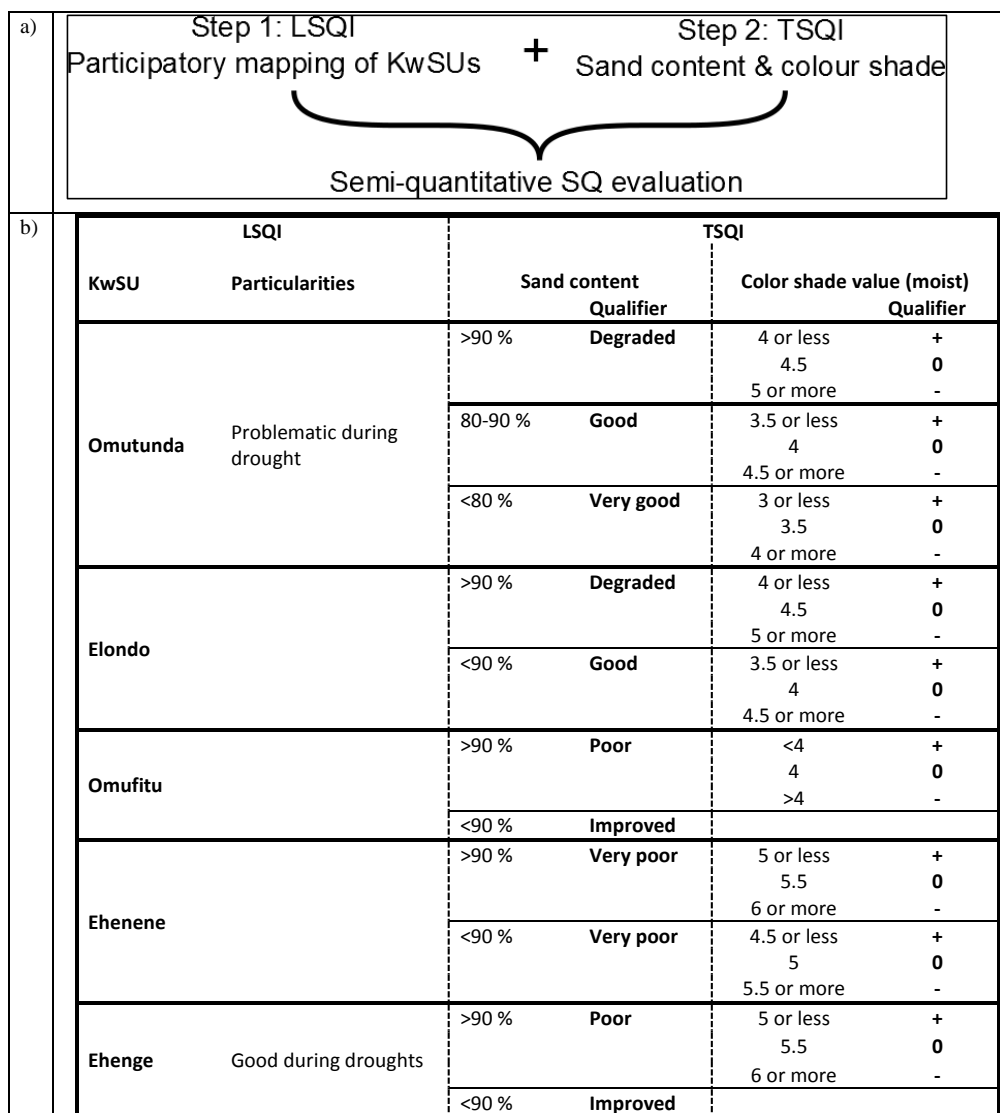 a)
Step 1: LSQI + Step 2: TSQI
Participatory mapping of KwSUs Sand content & colour shade
Semi-quantitative SQ evaluation
b)
LSQI TSQI
KwSU Particularities Sand content Color shade value (moist)
Qualifier Qualifier
>90 % Degraded 4 or less +
4.5 0
5 or more -
80-90 % Good 3.5 or less +
Omutunda Problematic during drought 4 0
4.5 or more -
<80 % Very good 3 or less +
3.5 0
4 or more -
>90 % Degraded 4 or less +
4.5 0
5 or more -
Elondo
<90 % Good 3.5 or less +
4 0
4.5 or more -
>90 % Poor <4 +
Omufitu 4 0
>4 -
<90 % Improved
>90 % Very poor 5 or less +
5.5 0
6 or more -
Ehenene
<90 % Very poor 4.5 or less +
5 0
5.5 or more -
>90 % Poor 5 or less +
Ehenge Good during droughts 5.5 0
6 or more -
<90 % Improved